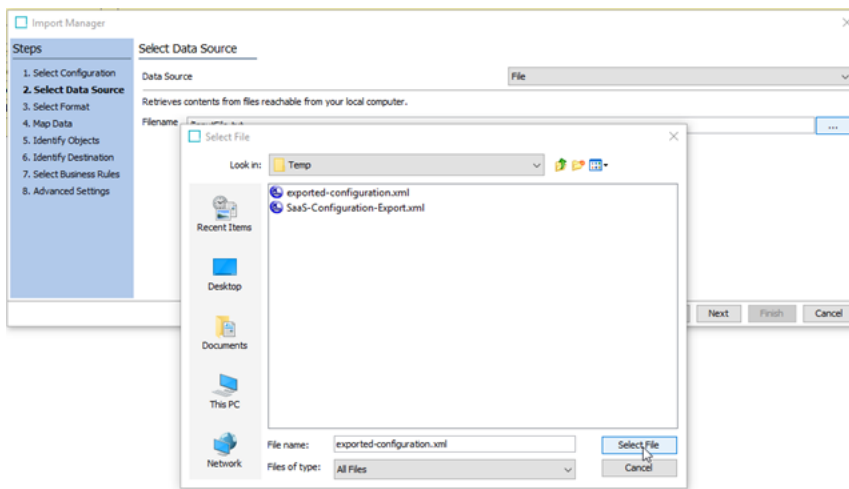 Import Manager
Steps
1. Select Configuration
2. Select Data Source
3. Select Format
4. Map Data
5. Identify Objects
6. Identify Destination
7. Select Business Rules
8. Advanced Settings
Select Data Source
Data Source
File
Retrieves contents from files reachable from your local computer.
Filename
...
Select File
Look in:
Temp
Recent Items
Desktop
Documents
This PC
Network
exported-configuration.xml
SaaS-Configuration-Export.xml
File name:
exported-configuration.xml
Select File
Files of type:
All Files
Cancel
Next
Finish
Cancel